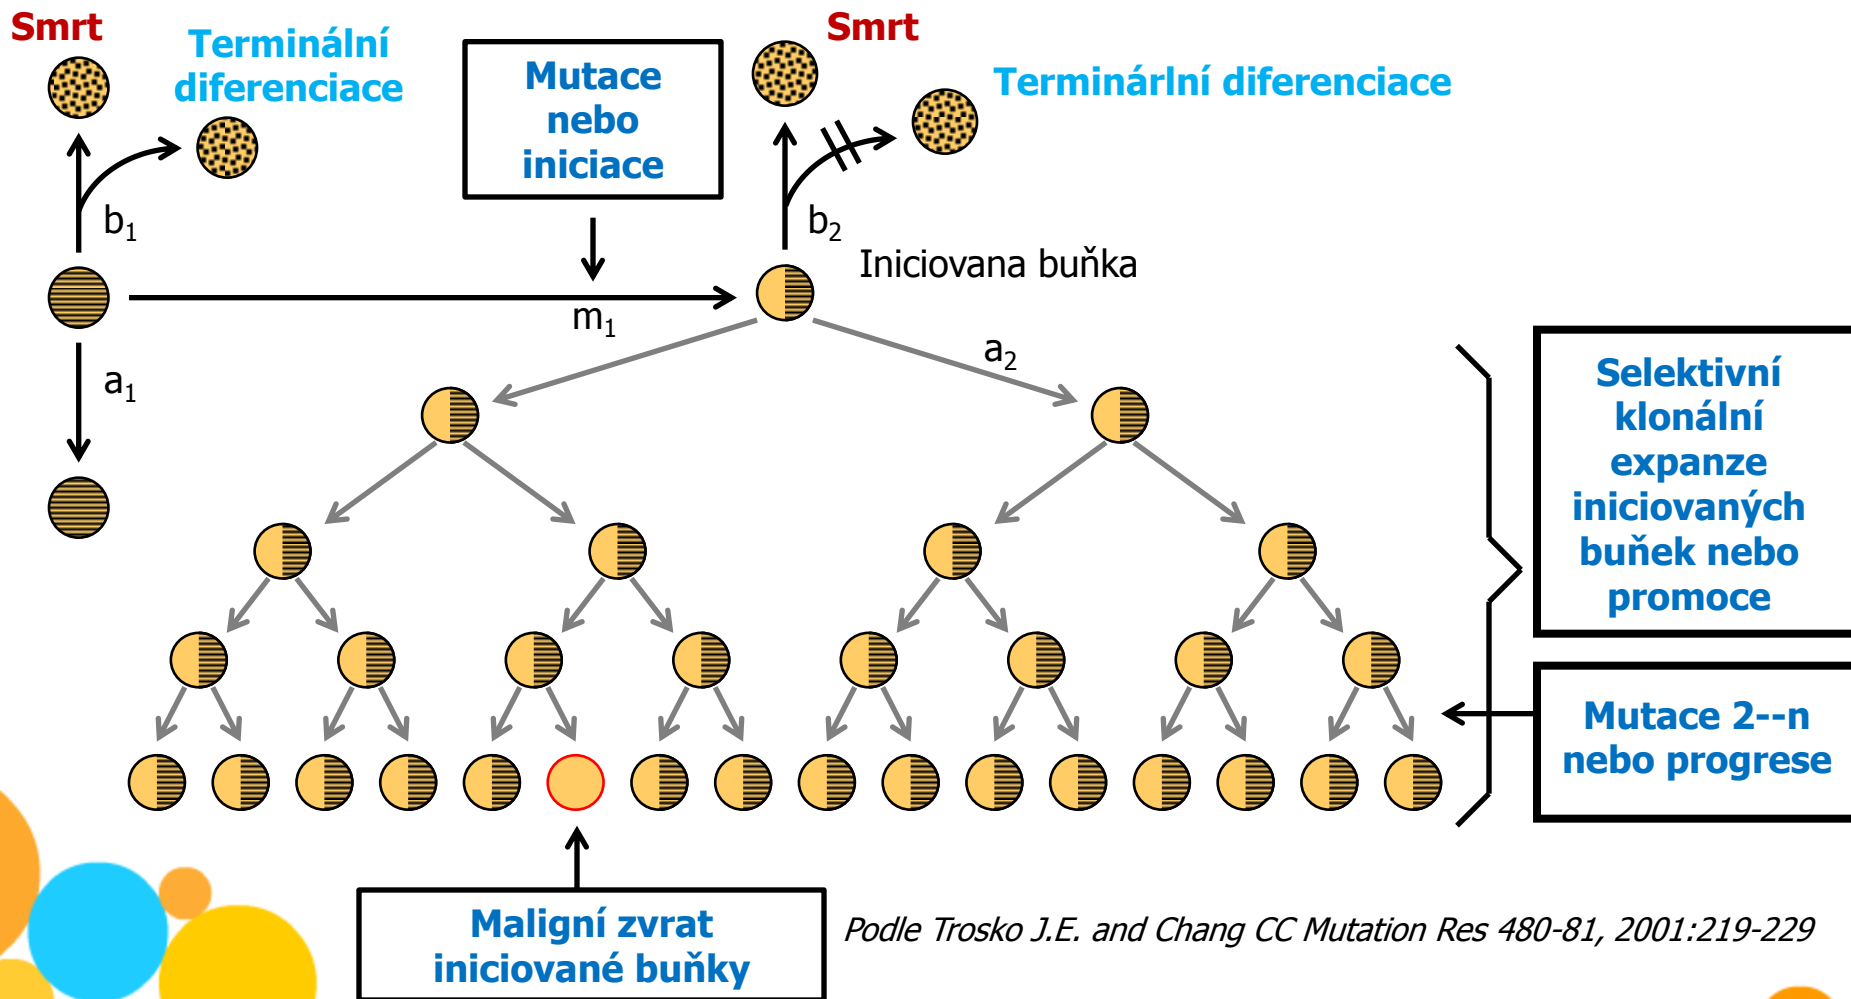 Smrt
Terminální
diferenciace
Mutace
nebo
iniciace
Smrt
Terminárlní diferenciace
b₁
b₂
Iniciovana buňka
m₁
a₁
a₂
Selektivní
klonální
expanze
iniciovaných
buňek nebo
promoce
Mutace 2--n
nebo progrese
Maligní zvrat
iniciované buňky
Podle Trosko J.E. and Chang CC Mutation Res 480-81, 2001:219-229